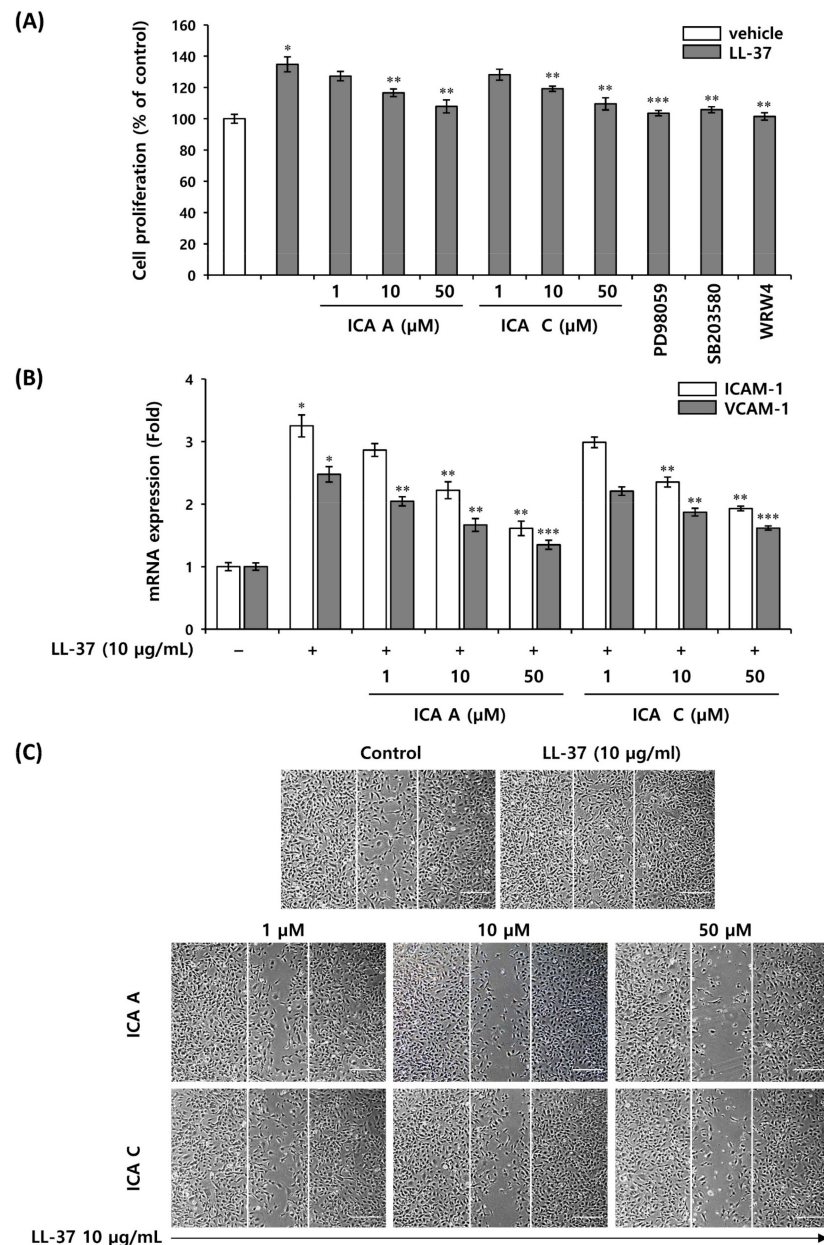 (A)
160
140
120
100
80
60
40
20
0
Cell proliferation (% of control)
vehicle
LL-37
*
**
**
**
**
***
**
**
1 10 50 1 10 50
ICA A (μM) ICA C (μM)
PD98059
SB203580
WRW4
(B)
4
3
2
1
0
mRNA expression (Fold)
ICAM-1
VCAM-1
*
*
**
**
**
**
***
**
**
**
***
LL-37 (10 μg/mL) – + + + + + + +
1 10 50 1 10 50
ICA A (μM) ICA C (μM)
(C)
Control LL-37 (10 μg/ml)
1 μM 10 μM 50 μM
ICA A
ICA C
LL-37 10 μg/mL